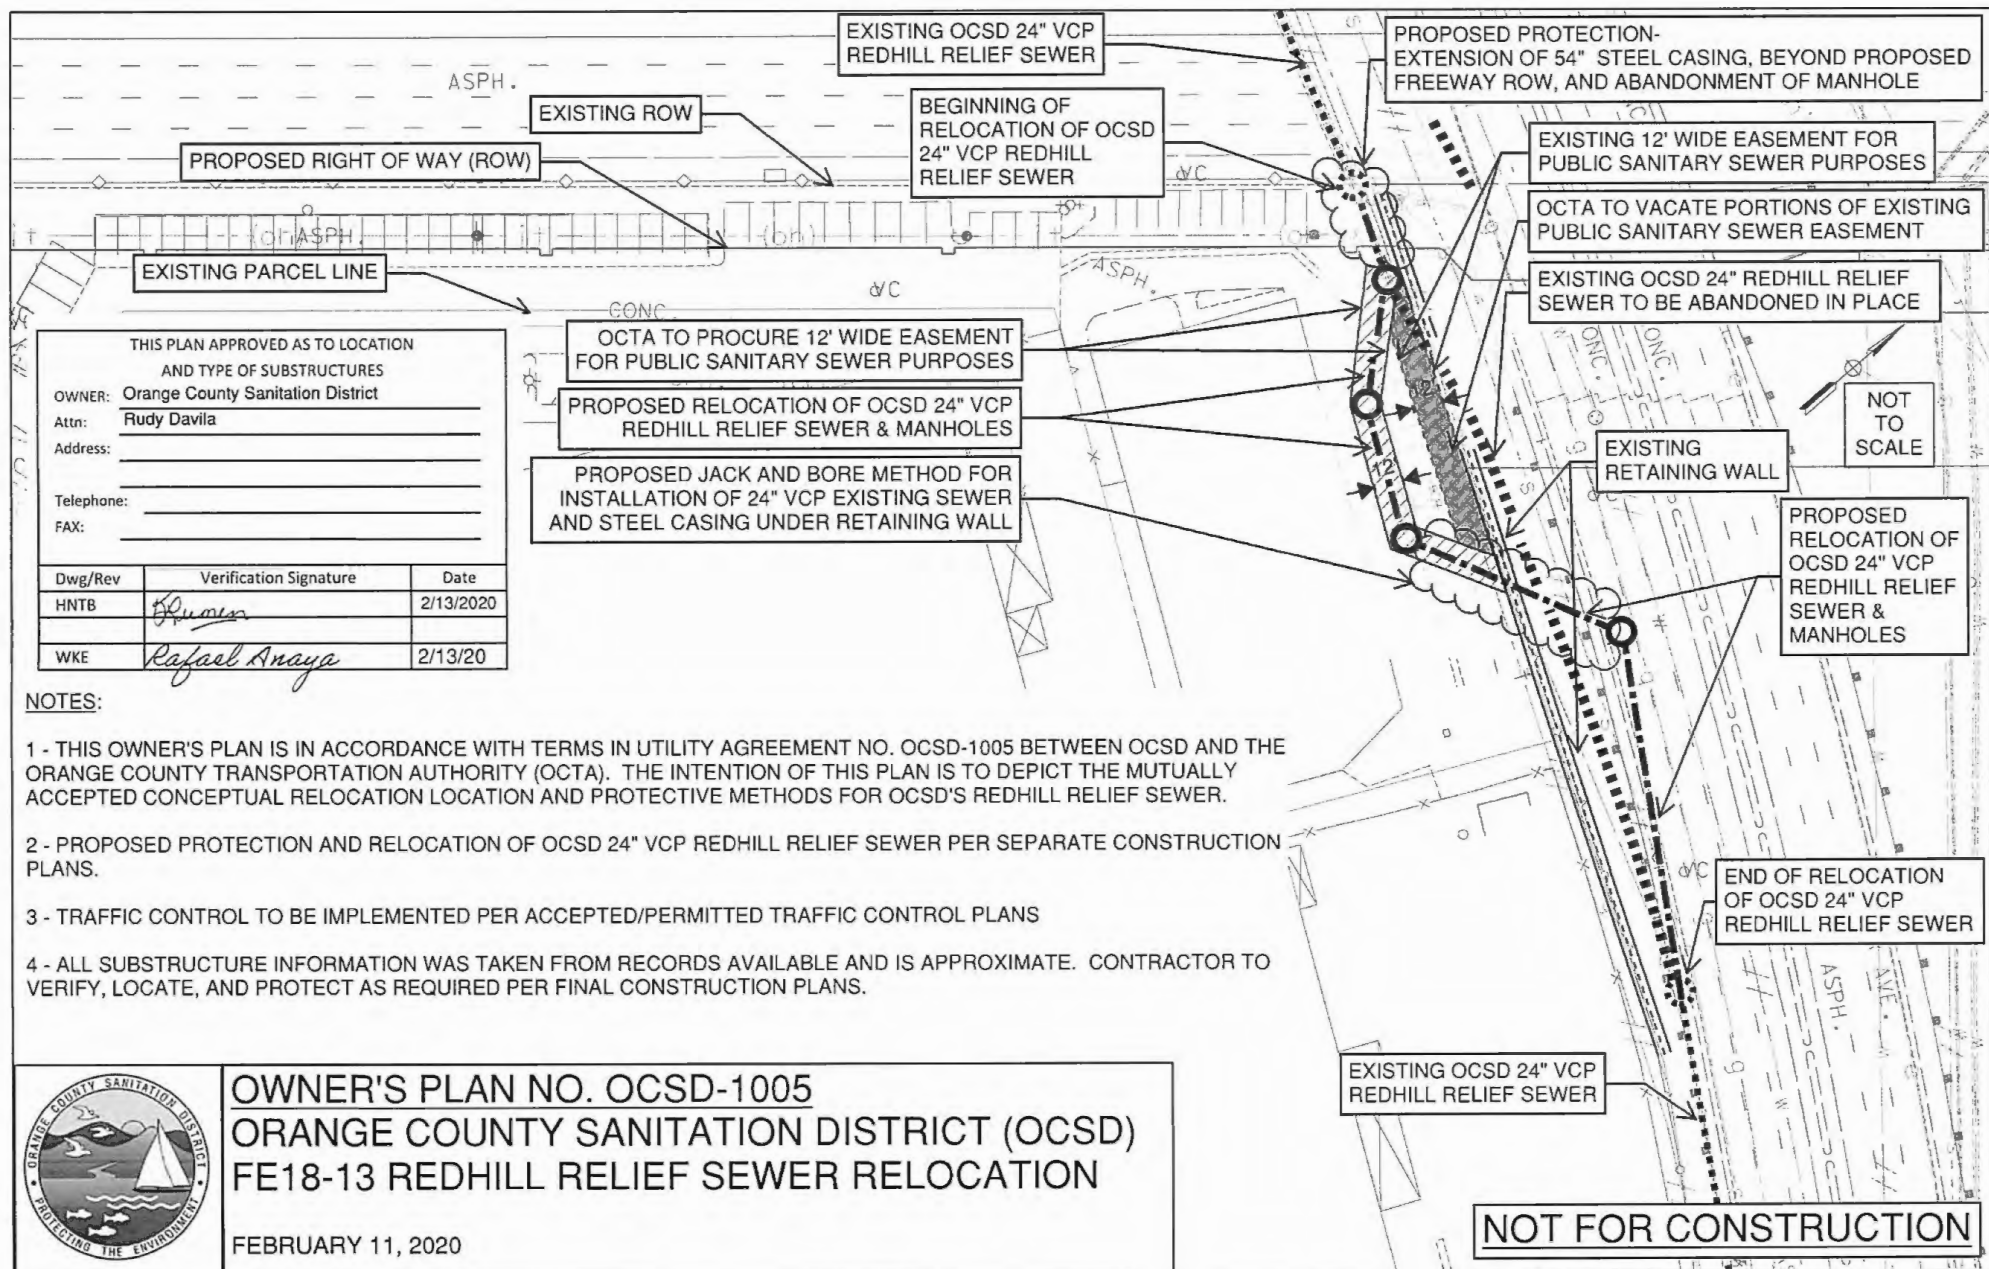 EXISTING OCSD 24" VCP
REDHILL RELIEF SEWER
PROPOSED PROTECTION-
EXTENSION OF 54" STEEL CASING, BEYOND PROPOSED
FREEWAY ROW, AND ABANDONMENT OF MANHOLE
ASPH.
EXISTING ROW
BEGINNING OF
RELOCATION OF OCSD
24" VCP REDHILL
RELIEF SEWER
EXISTING 12' WIDE EASEMENT FOR
PUBLIC SANITARY SEWER PURPOSES
PROPOSED RIGHT OF WAY (ROW)
OCTA TO VACATE PORTIONS OF EXISTING
PUBLIC SANITARY SEWER EASEMENT
ASPH.
(oh)
EXISTING PARCEL LINE
ASPH.
EXISTING OCSD 24" REDHILL RELIEF
SEWER TO BE ABANDONED IN PLACE
CONC.
OCTA TO PROCURE 12' WIDE EASEMENT
FOR PUBLIC SANITARY SEWER PURPOSES
THIS PLAN APPROVED AS TO LOCATION
AND TYPE OF SUBSTRUCTURES
OWNER: Orange County Sanitation District
Attn: Rudy Davila
Address:
Telephone:
FAX:
Dwg/Rev Verification Signature Date
HNTB 2/13/2020
WKE Rafael Anaya 2/13/20
PROPOSED RELOCATION OF OCSD 24" VCP
REDHILL RELIEF SEWER & MANHOLES
PROPOSED JACK AND BORE METHOD FOR
INSTALLATION OF 24" VCP EXISTING SEWER
AND STEEL CASING UNDER RETAINING WALL
12'
12'
NOT
TO
SCALE
EXISTING
RETAINING WALL
PROPOSED
RELOCATION OF
OCSD 24" VCP
REDHILL RELIEF
SEWER &
MANHOLES
NOTES:
1 - THIS OWNER'S PLAN IS IN ACCORDANCE WITH TERMS IN UTILITY AGREEMENT NO. OCSD-1005 BETWEEN OCSD AND THE
ORANGE COUNTY TRANSPORTATION AUTHORITY (OCTA). THE INTENTION OF THIS PLAN IS TO DEPICT THE MUTUALLY
ACCEPTED CONCEPTUAL RELOCATION LOCATION AND PROTECTIVE METHODS FOR OCSD'S REDHILL RELIEF SEWER.
2 - PROPOSED PROTECTION AND RELOCATION OF OCSD 24" VCP REDHILL RELIEF SEWER PER SEPARATE CONSTRUCTION
PLANS.
3 - TRAFFIC CONTROL TO BE IMPLEMENTED PER ACCEPTED/PERMITTED TRAFFIC CONTROL PLANS
4 - ALL SUBSTRUCTURE INFORMATION WAS TAKEN FROM RECORDS AVAILABLE AND IS APPROXIMATE. CONTRACTOR TO
VERIFY, LOCATE, AND PROTECT AS REQUIRED PER FINAL CONSTRUCTION PLANS.
END OF RELOCATION
OF OCSD 24" VCP
REDHILL RELIEF SEWER
ASPH.
AVE.
EXISTING OCSD 24" VCP
REDHILL RELIEF SEWER
ORANGE COUNTY SANITATION DISTRICT
PROTECTING THE ENVIRONMENT
OWNER'S PLAN NO. OCSD-1005
ORANGE COUNTY SANITATION DISTRICT (OCSD)
FE18-13 REDHILL RELIEF SEWER RELOCATION
FEBRUARY 11, 2020
NOT FOR CONSTRUCTION